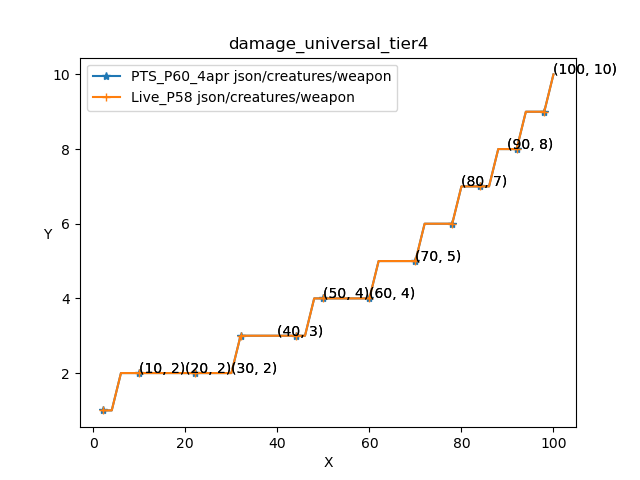 damage_universal_tier4
PTS_P60_4apr json/creatures/weapon
Live_P58 json/creatures/weapon
(100, 10)
(90, 8)
(80, 7)
(70, 5)
(50, 4)(60, 4)
(40, 3)
(10, 2)(20, 2)(30, 2)
10
8
6
4
2
Y
0 20 40 60 80 100
X